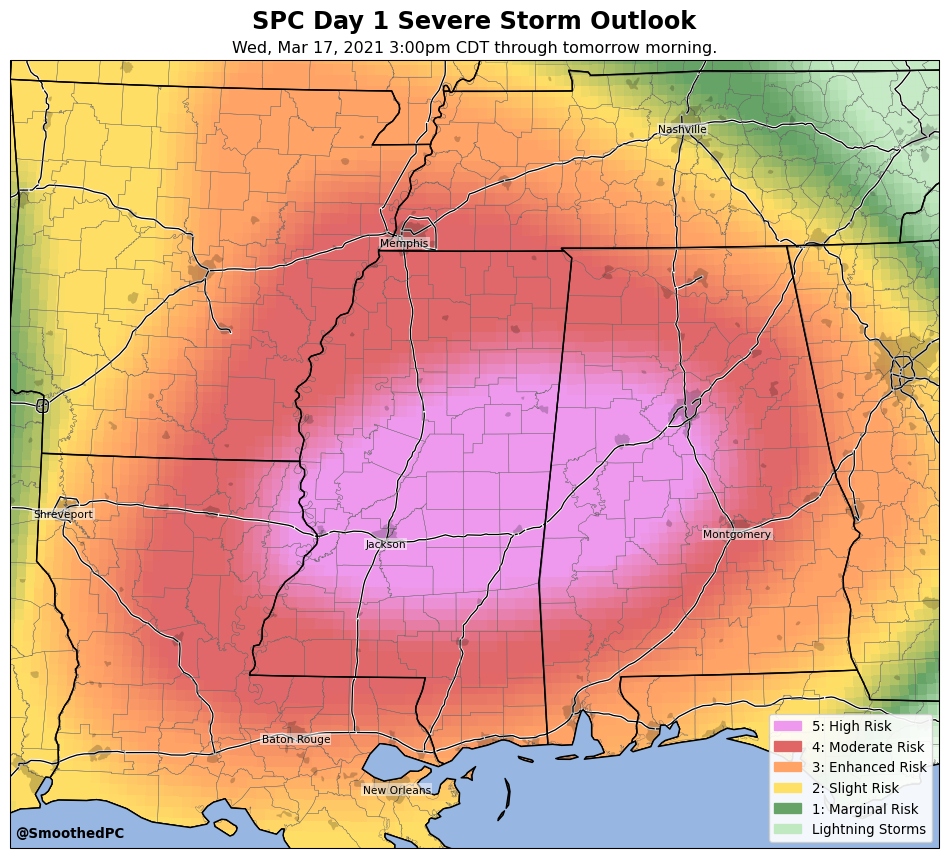 SPC Day 1 Severe Storm Outlook
Wed, Mar 17, 2021 3:00pm CDT through tomorrow morning.
Nashville
Memphis
Shreveport
Jackson
Montgomery
Baton Rouge
New Orleans
5: High Risk
4: Moderate Risk
3: Enhanced Risk
2: Slight Risk
1: Marginal Risk
Lightning Storms
@SmoothedPC